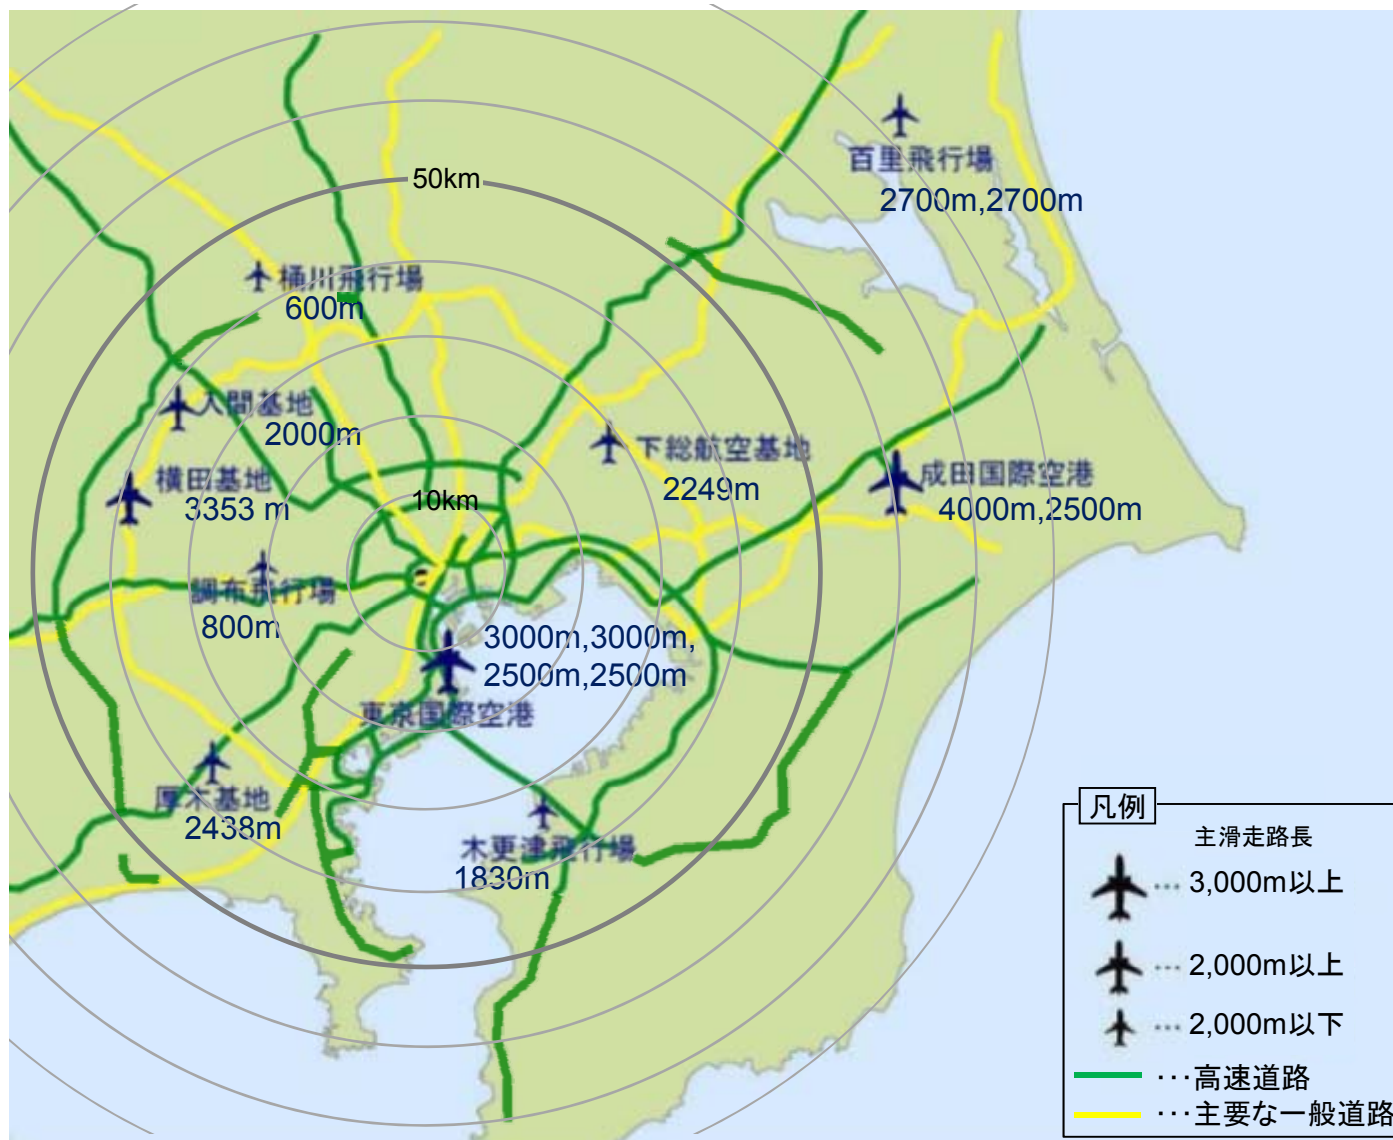 50km
百里飛行場
2700m,2700m
桶川飛行場
600m
入間基地
2000m
下総航空基地
2249m
横田基地
3353 m
10km
成田国際空港
4000m,2500m
調布飛行場
800m
3000m,3000m,
2500m,2500m
東京国際空港
厚木基地
2438m
木更津飛行場
1830m
凡例
主滑走路長
･･･ 3,000m以上
･･･ 2,000m以上
･･･ 2,000m以下
･･･高速道路
･･･主要な一般道路